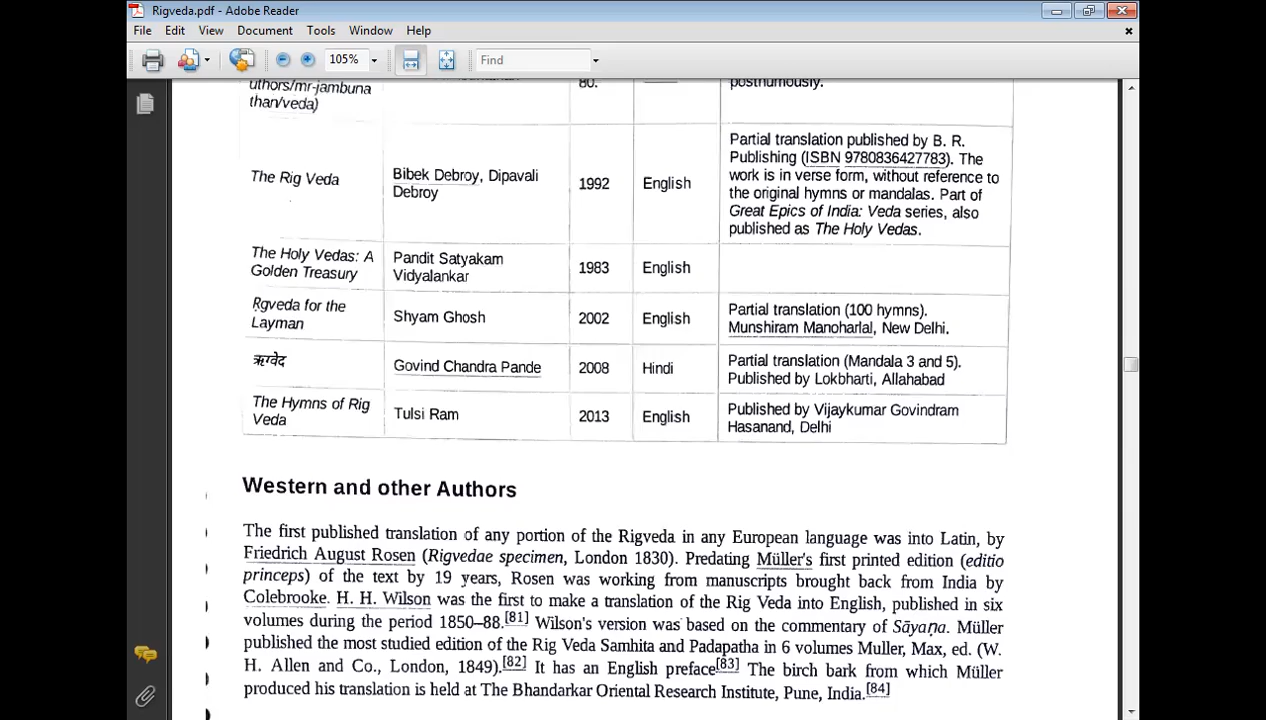 Rigveda.pdf - Adobe Reader
File Edit View Document Tools Window Help
105% Find
uthors/mr-jambuna 80. posthumously.
than/veda)
The Rig Veda
Bibek Debroy, Dipavali
Debroy
1992
English
Partial translation published by B. R.
Publishing (ISBN 9780836427783). The
work is in verse form, without reference to
the original hymns or mandalas. Part of
Great Epics of India: Veda series, also
published as The Holy Vedas.
The Holy Vedas: A
Golden Treasury
Pandit Satyakam
Vidyalankar
1983
English
Ṛgveda for the
Layman
Shyam Ghosh
2002
English
Partial translation (100 hymns).
Munshiram Manoharlal, New Delhi.
ऋग्वेद
Govind Chandra Pande
2008
Hindi
Partial translation (Mandala 3 and 5).
Published by Lokbharti, Allahabad
The Hymns of Rig
Veda
Tulsi Ram
2013
English
Published by Vijaykumar Govindram
Hasanand, Delhi
Western and other Authors
The first published translation of any portion of the Rigveda in any European language was into Latin, by
Friedrich August Rosen (Rigvedae specimen, London 1830). Predating Müller's first printed edition (editio
princeps) of the text by 19 years, Rosen was working from manuscripts brought back from India by
Colebrooke. H. H. Wilson was the first to make a translation of the Rig Veda into English, published in six
volumes during the period 1850–88.[81] Wilson's version was based on the commentary of Sāyaṇa. Müller
published the most studied edition of the Rig Veda Samhita and Padapatha in 6 volumes Muller, Max, ed. (W.
H. Allen and Co., London, 1849).[82] It has an English preface[83] The birch bark from which Müller
produced his translation is held at The Bhandarkar Oriental Research Institute, Pune, India.[84]